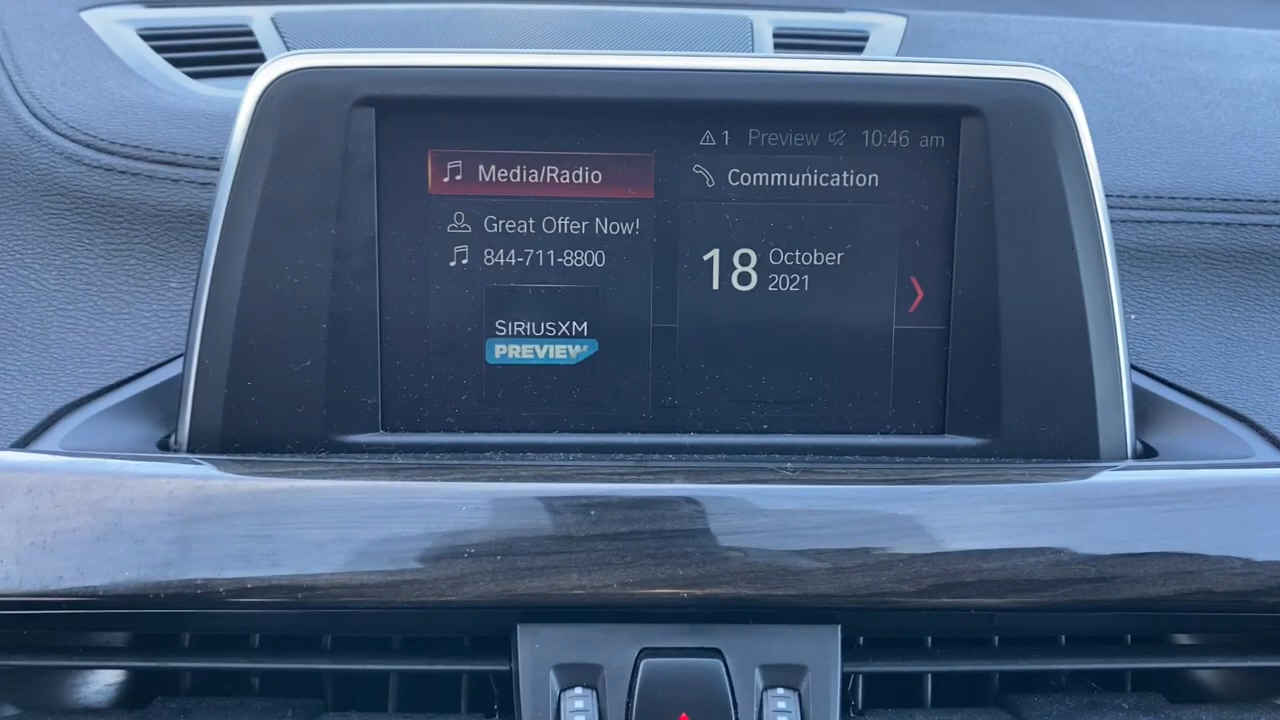 1 Preview 10:46 am
Media/Radio
Communication
Great Offer Now!
844-711-8800
18 October
2021
SIRIUSXM
PREVIEW